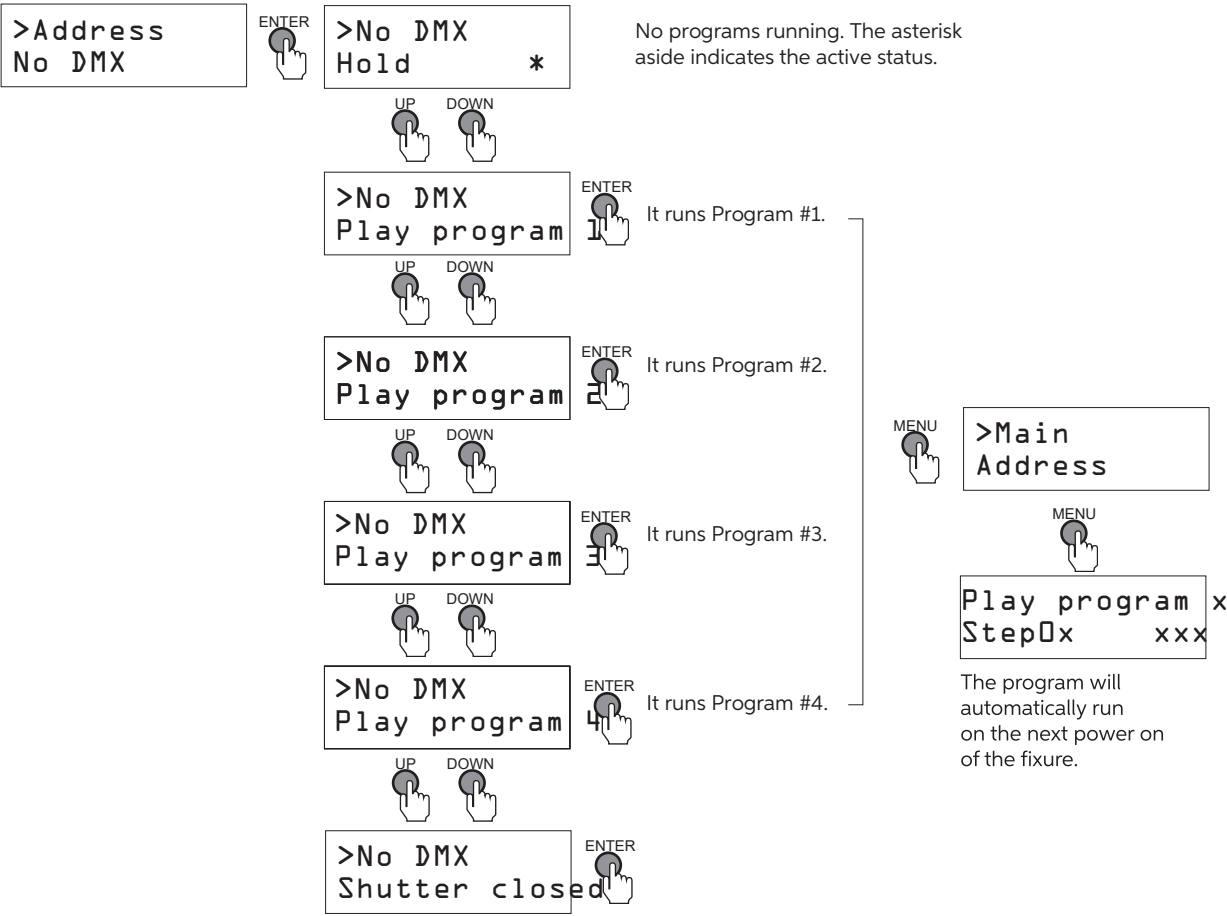 >Address
No DMX
ENTER
>No DMX
Hold *
No programs running. The asterisk
aside indicates the active status.
UP DOWN
>No DMX
Play program 1
ENTER
It runs Program #1.
UP DOWN
>No DMX
Play program 2
ENTER
It runs Program #2.
UP DOWN
>No DMX
Play program 3
ENTER
It runs Program #3.
UP DOWN
>No DMX
Play program 4
ENTER
It runs Program #4.
UP DOWN
>No DMX
Shutter closed
ENTER
MENU
>Main
Address
MENU
Play program x
Step0x xxx
The program will
automatically run
on the next power on
of the fixure.